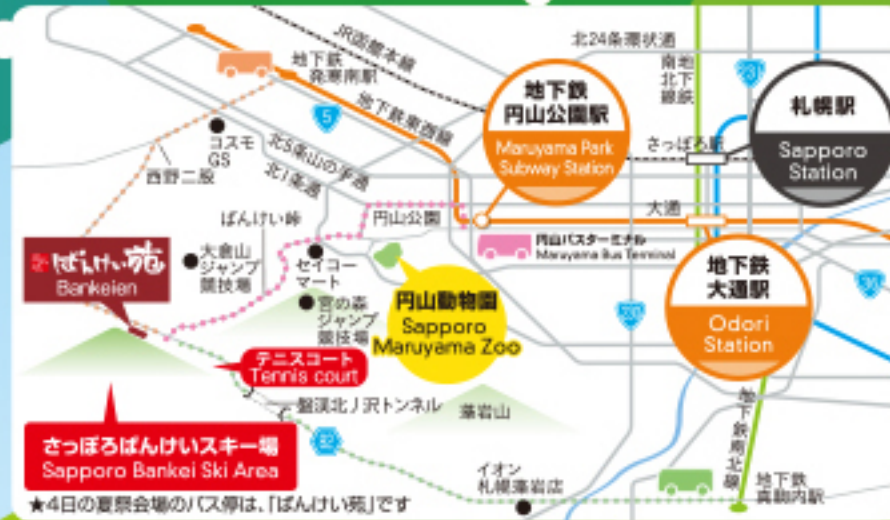 JR函館本線
北24条環状通
地下鉄
発寒南駅
地下鉄東西線
5
地下鉄
円山公園駅
Maruyama Park
Subway Station
地下鉄
南北線
231
札幌駅
Sapporo
Station
さっぽろ駅
コスモ
GS
西野二股
北5条山の手通
北1条通
ばんけい峠
円山公園
大通
円山バスターミナル
Maruyama Bus Terminal
ばんけい苑
Bankeien
大倉山
ジャンプ
競技場
セイコー
マート
宮の森
ジャンプ
競技場
円山動物園
Sapporo
Maruyama Zoo
地下鉄
大通駅
Odori
Station
36
230
テニスコート
Tennis court
盤渓北ノ沢トンネル
藻岩山
82
さっぽろばんけいスキー場
Sapporo Bankei Ski Area
イオン
札幌藻岩店
地下鉄南北線
地下鉄
真駒内駅
★4日の夏祭会場のバス停は、「ばんけい苑」です